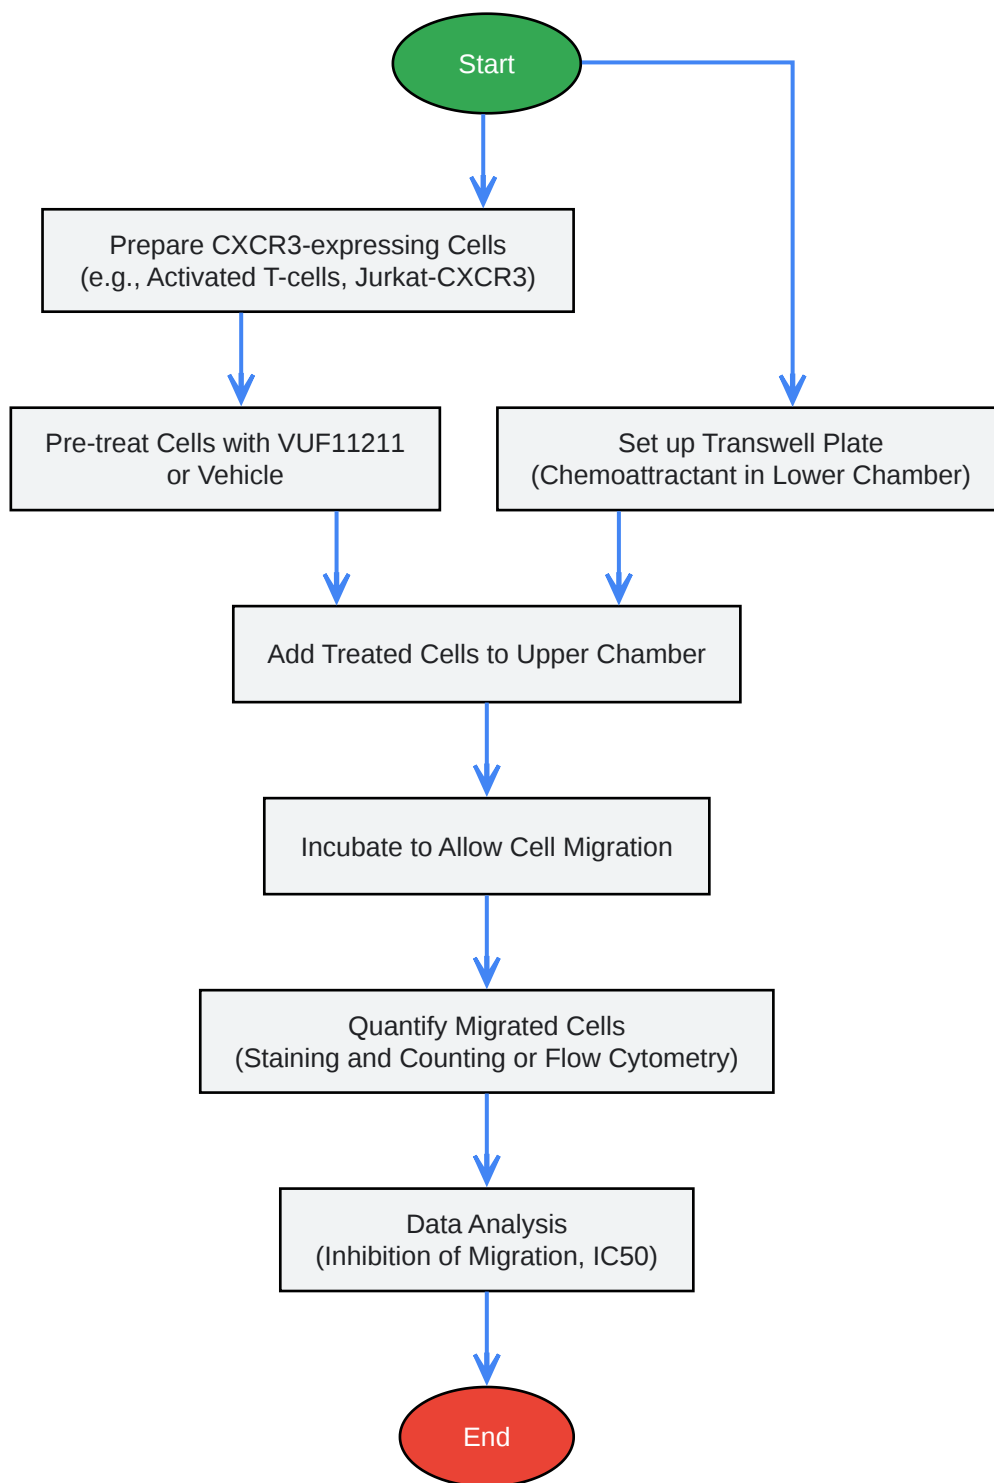 Start
Prepare CXCR3-expressing Cells
(e.g., Activated T-cells, Jurkat-CXCR3)
Pre-treat Cells with VUF11211
or Vehicle
Set up Transwell Plate
(Chemoattractant in Lower Chamber)
Add Treated Cells to Upper Chamber
Incubate to Allow Cell Migration
Quantify Migrated Cells
(Staining and Counting or Flow Cytometry)
Data Analysis
(Inhibition of Migration, IC50)
End